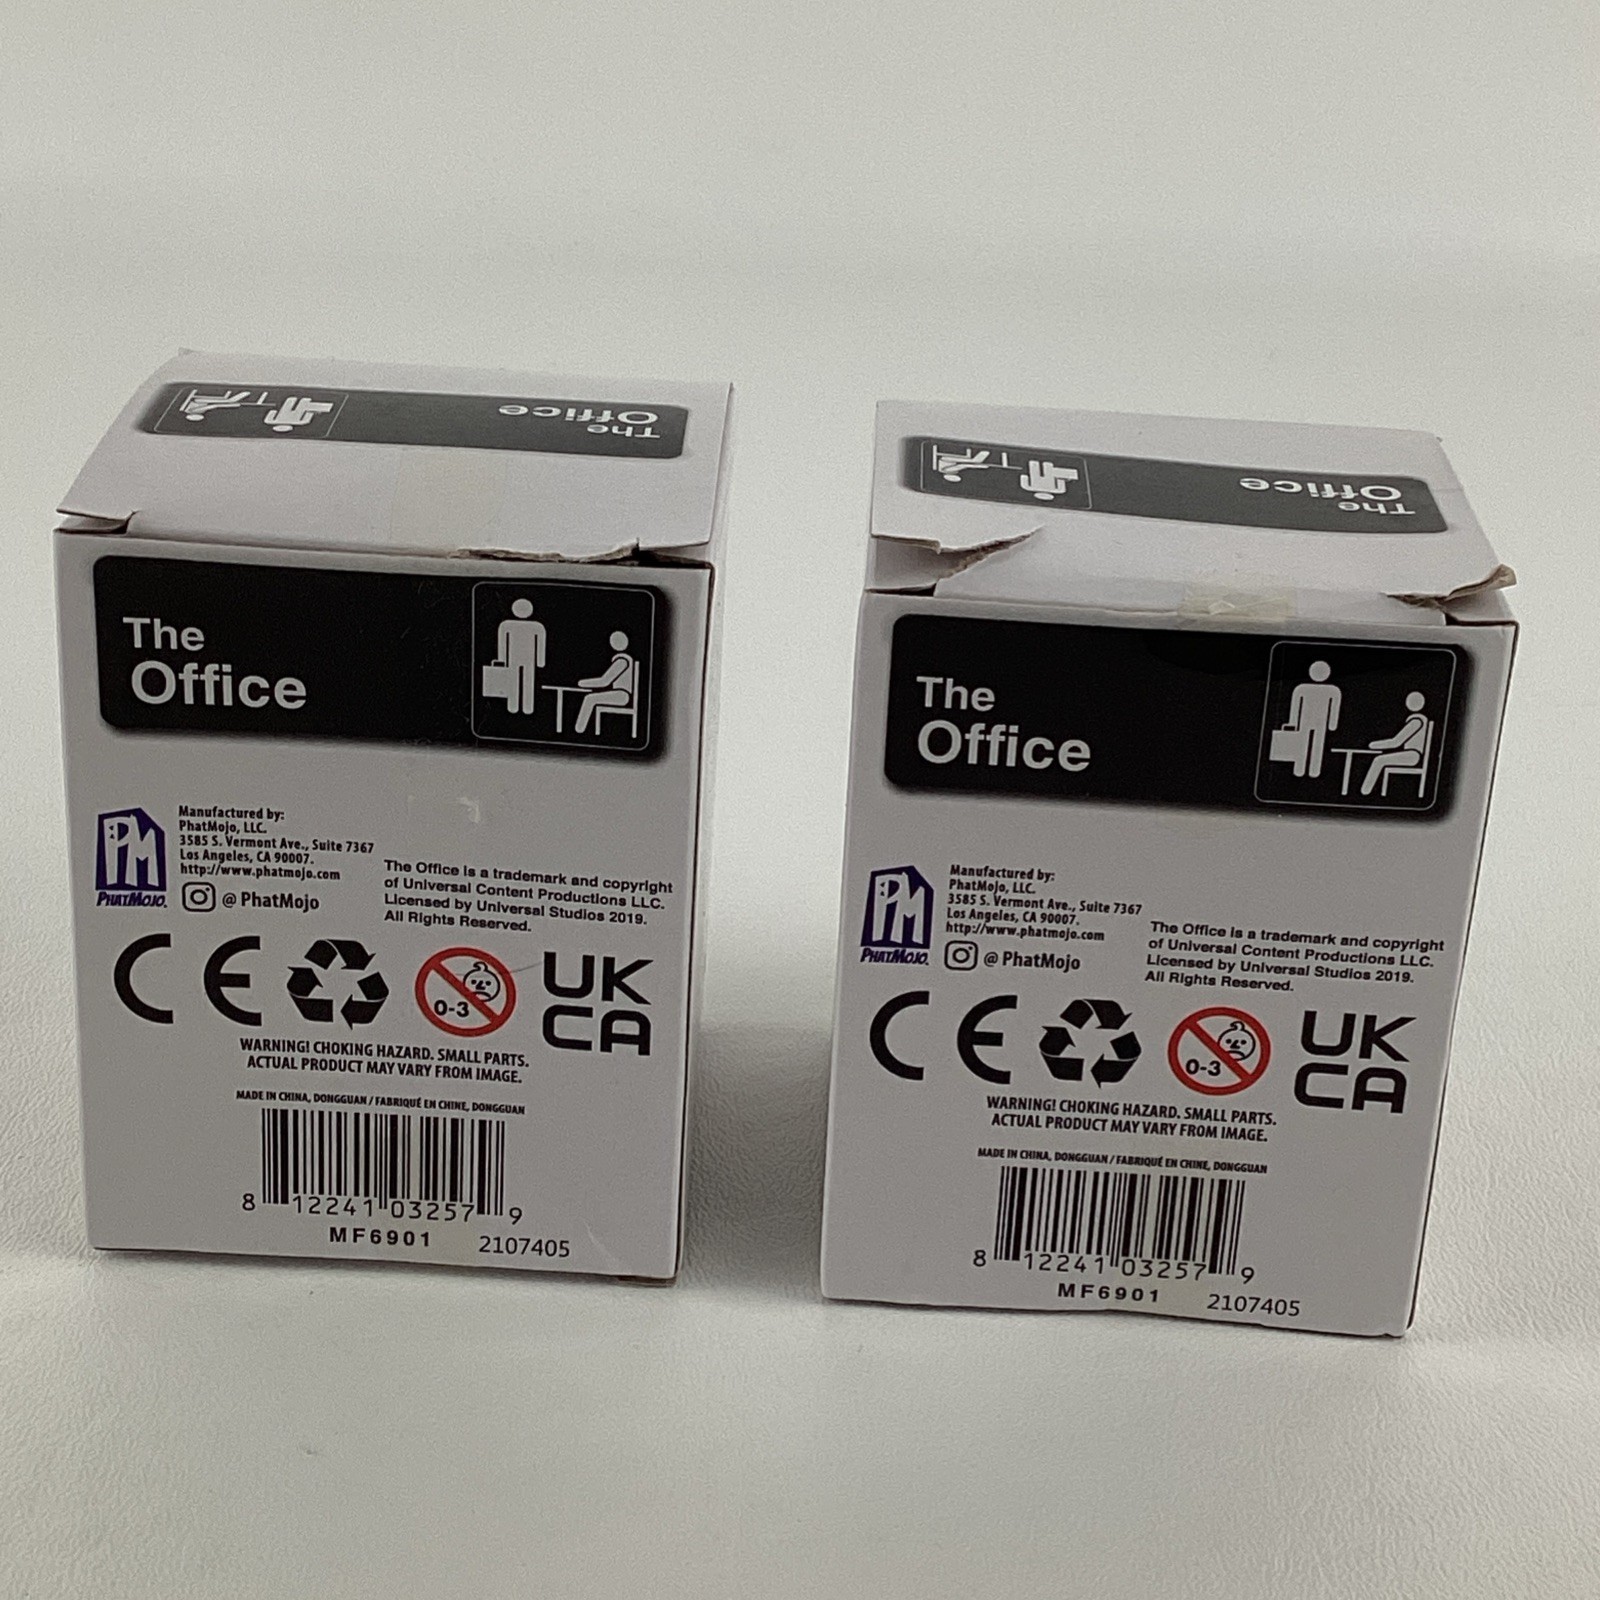 The
Office
The
Office
Manufactured by:
PhatMojo, LLC.
3585 S. Vermont Ave., Suite 7367
Los Angeles, CA 90007.
http://www.phatmojo.com
@ PhatMojo
PM
PHATMOJO.
The Office is a trademark and copyright
of Universal Content Productions LLC.
Licensed by Universal Studios 2019.
All Rights Reserved.
CE
0-3
UK
CA
WARNING! CHOKING HAZARD. SMALL PARTS.
ACTUAL PRODUCT MAY VARY FROM IMAGE.
MADE IN CHINA, DONGGUAN / FABRIQUÉ EN CHINE, DONGGUAN
8 12241 03257 9
MF6901 2107405
The
Office
The
Office
Manufactured by:
PhatMojo, LLC.
3585 S. Vermont Ave., Suite 7367
Los Angeles, CA 90007.
http://www.phatmojo.com
@ PhatMojo
PM
PHATMOJO.
The Office is a trademark and copyright
of Universal Content Productions LLC.
Licensed by Universal Studios 2019.
All Rights Reserved.
CE
0-3
UK
CA
WARNING! CHOKING HAZARD. SMALL PARTS.
ACTUAL PRODUCT MAY VARY FROM IMAGE.
MADE IN CHINA, DONGGUAN / FABRIQUÉ EN CHINE, DONGGUAN
8 12241 03257 9
MF6901 2107405